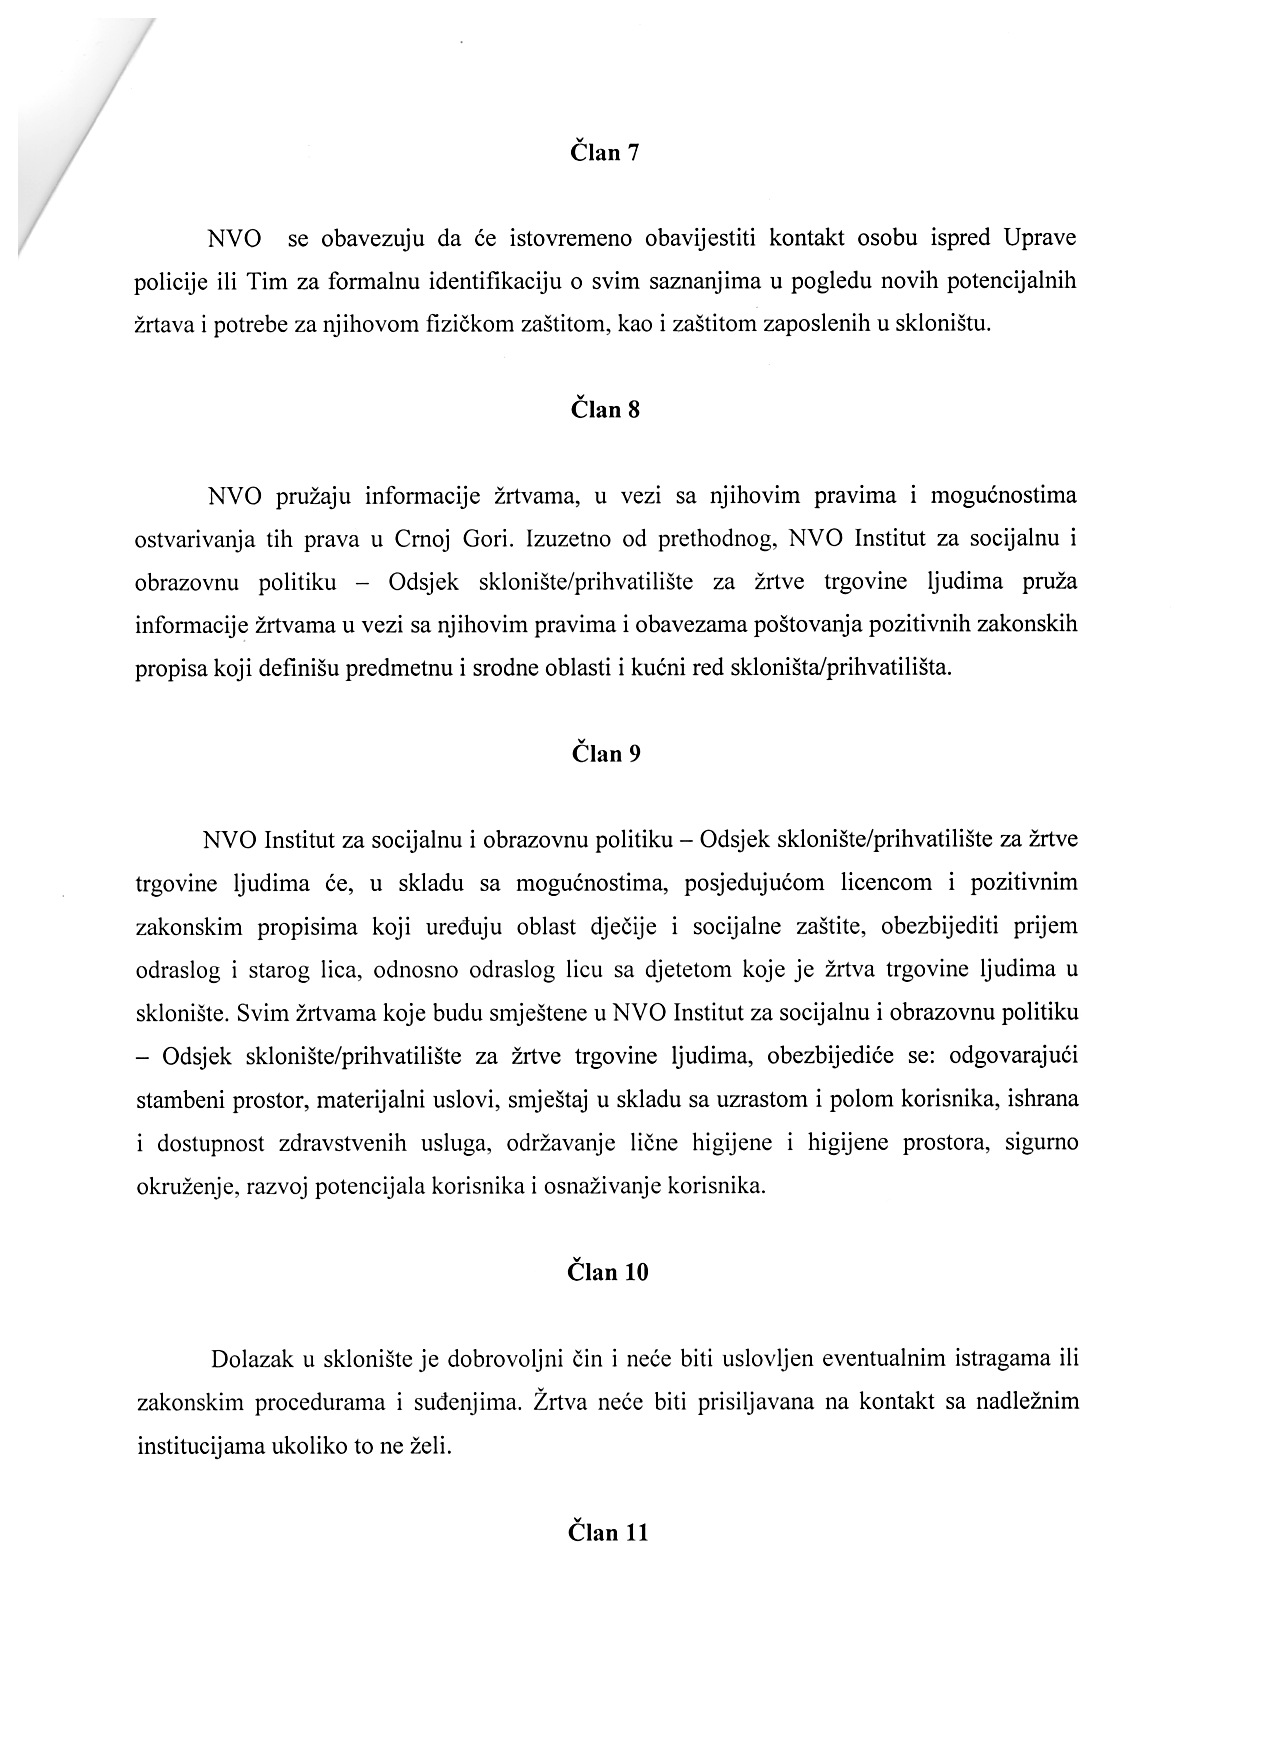 Član 7
NVO se obavezuju da će istovremeno obavijestiti kontakt osobu ispred Uprave
policije ili Tim za formalnu identifikaciju o svim saznanjima u pogledu novih potencijalnih
žrtava i potrebe za njihovom fizičkom zaštitom, kao i zaštitom zaposlenih u skloništu.
Član 8
NVO pružaju informacije žrtvama, u vezi sa njihovim pravima i mogućnostima
ostvarivanja tih prava u Crnoj Gori. Izuzetno od prethodnog, NVO Institut za socijalnu i
obrazovnu politiku – Odsjek sklonište/prihvatilište za žrtve trgovine ljudima pruža
informacije žrtvama u vezi sa njihovim pravima i obavezama poštovanja pozitivnih zakonskih
propisa koji definišu predmetnu i srodne oblasti i kućni red skloništa/prihvatilišta.
Član 9
NVO Institut za socijalnu i obrazovnu politiku – Odsjek sklonište/prihvatilište za žrtve
trgovine ljudima će, u skladu sa mogućnostima, posjedujućom licencom i pozitivnim
zakonskim propisima koji uređuju oblast dječije i socijalne zaštite, obezbijediti prijem
odraslog i starog lica, odnosno odraslog licu sa djetetom koje je žrtva trgovine ljudima u
sklonište. Svim žrtvama koje budu smještene u NVO Institut za socijalnu i obrazovnu politiku
– Odsjek sklonište/prihvatilište za žrtve trgovine ljudima, obezbijediće se: odgovarajući
stambeni prostor, materijalni uslovi, smještaj u skladu sa uzrastom i polom korisnika, ishrana
i dostupnost zdravstvenih usluga, održavanje lične higijene i higijene prostora, sigurno
okruženje, razvoj potencijala korisnika i osnaživanje korisnika.
Član 10
Dolazak u sklonište je dobrovoljni čin i neće biti uslovljen eventualnim istragama ili
zakonskim procedurama i suđenjima. Žrtva neće biti prisiljavana na kontakt sa nadležnim
institucijama ukoliko to ne želi.
Član 11